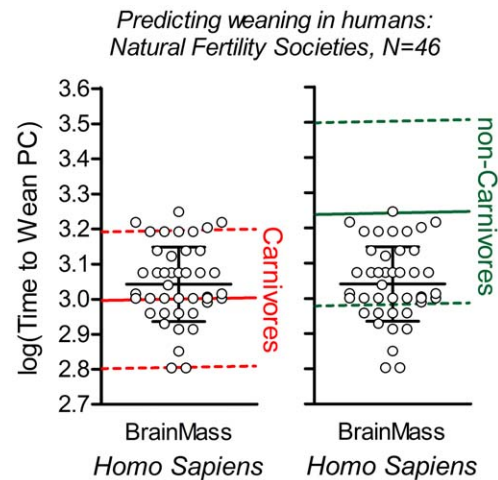 Predicting weaning in humans:
Natural Fertility Societies, N=46
log(Time to Wean PC)
3.6
3.5
3.4
3.3
3.2
3.1
3.0
2.9
2.8
2.7
Carnivores
non-Carnivores
BrainMass
BrainMass
Homo Sapiens
Homo Sapiens